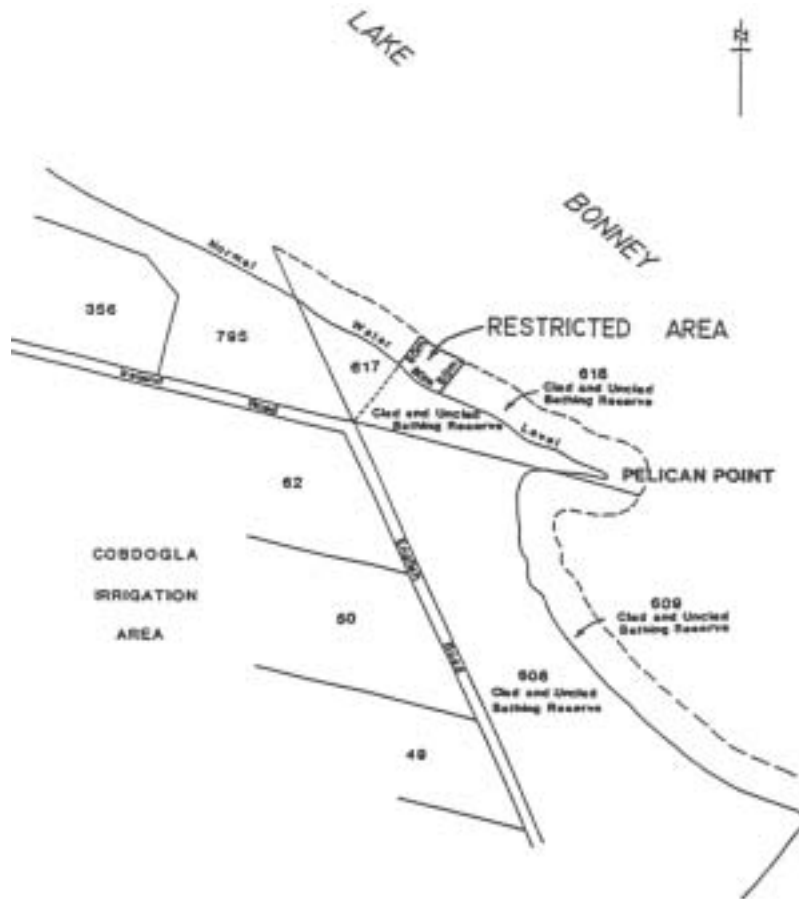 LAKE
N
BONNEY
Normal
Water
RESTRICTED AREA
356
795
617
618
Clad and Unclad
Bathing Reserve
Clad and Unclad
Bathing Reserve
Level
Road
PELICAN POINT
62
COBDOGLA
IRRIGATION
AREA
60
609
Clad and Unclad
Bathing Reserve
Road
608
Clad and Unclad
Bathing Reserve
49